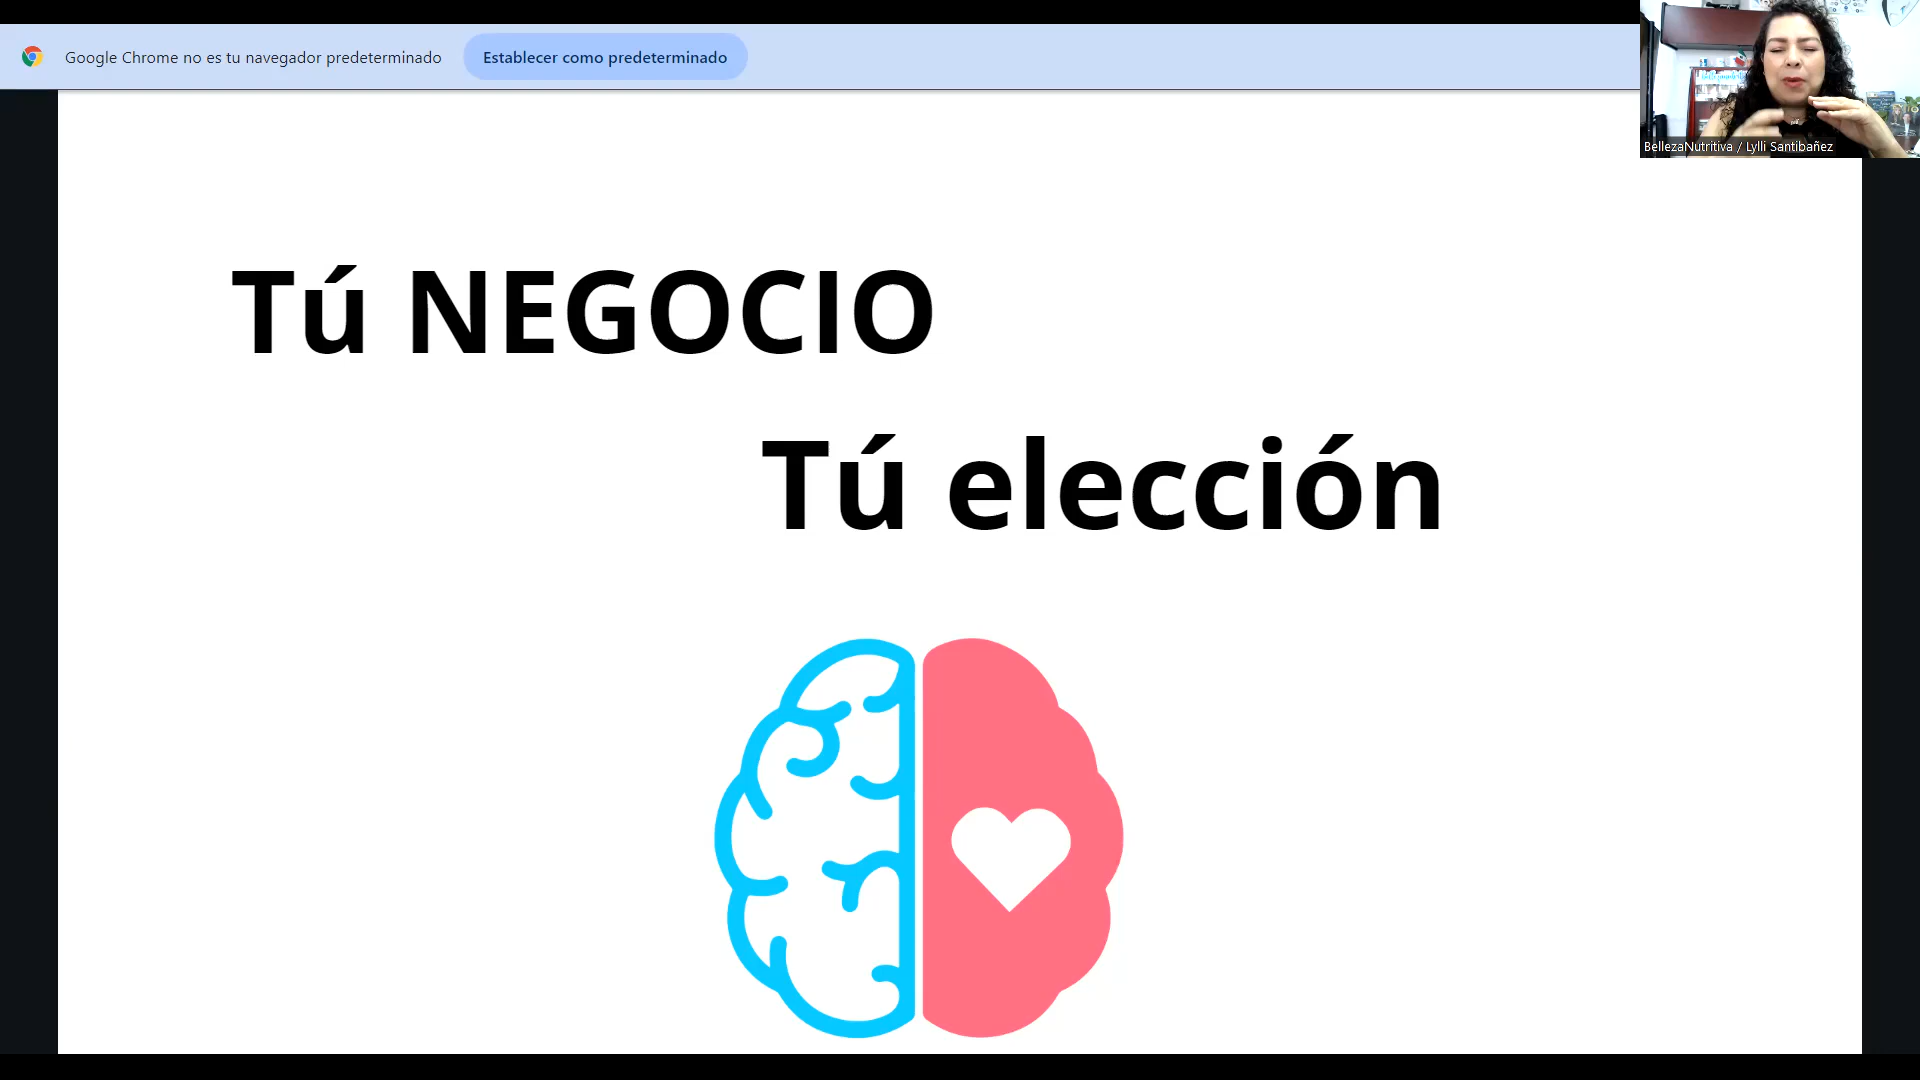 Google Chrome no es tu navegador predeterminado
Establecer como predeterminado
BellezaNutritiva / Lylli Santibañez
Tú NEGOCIO
Tú elección